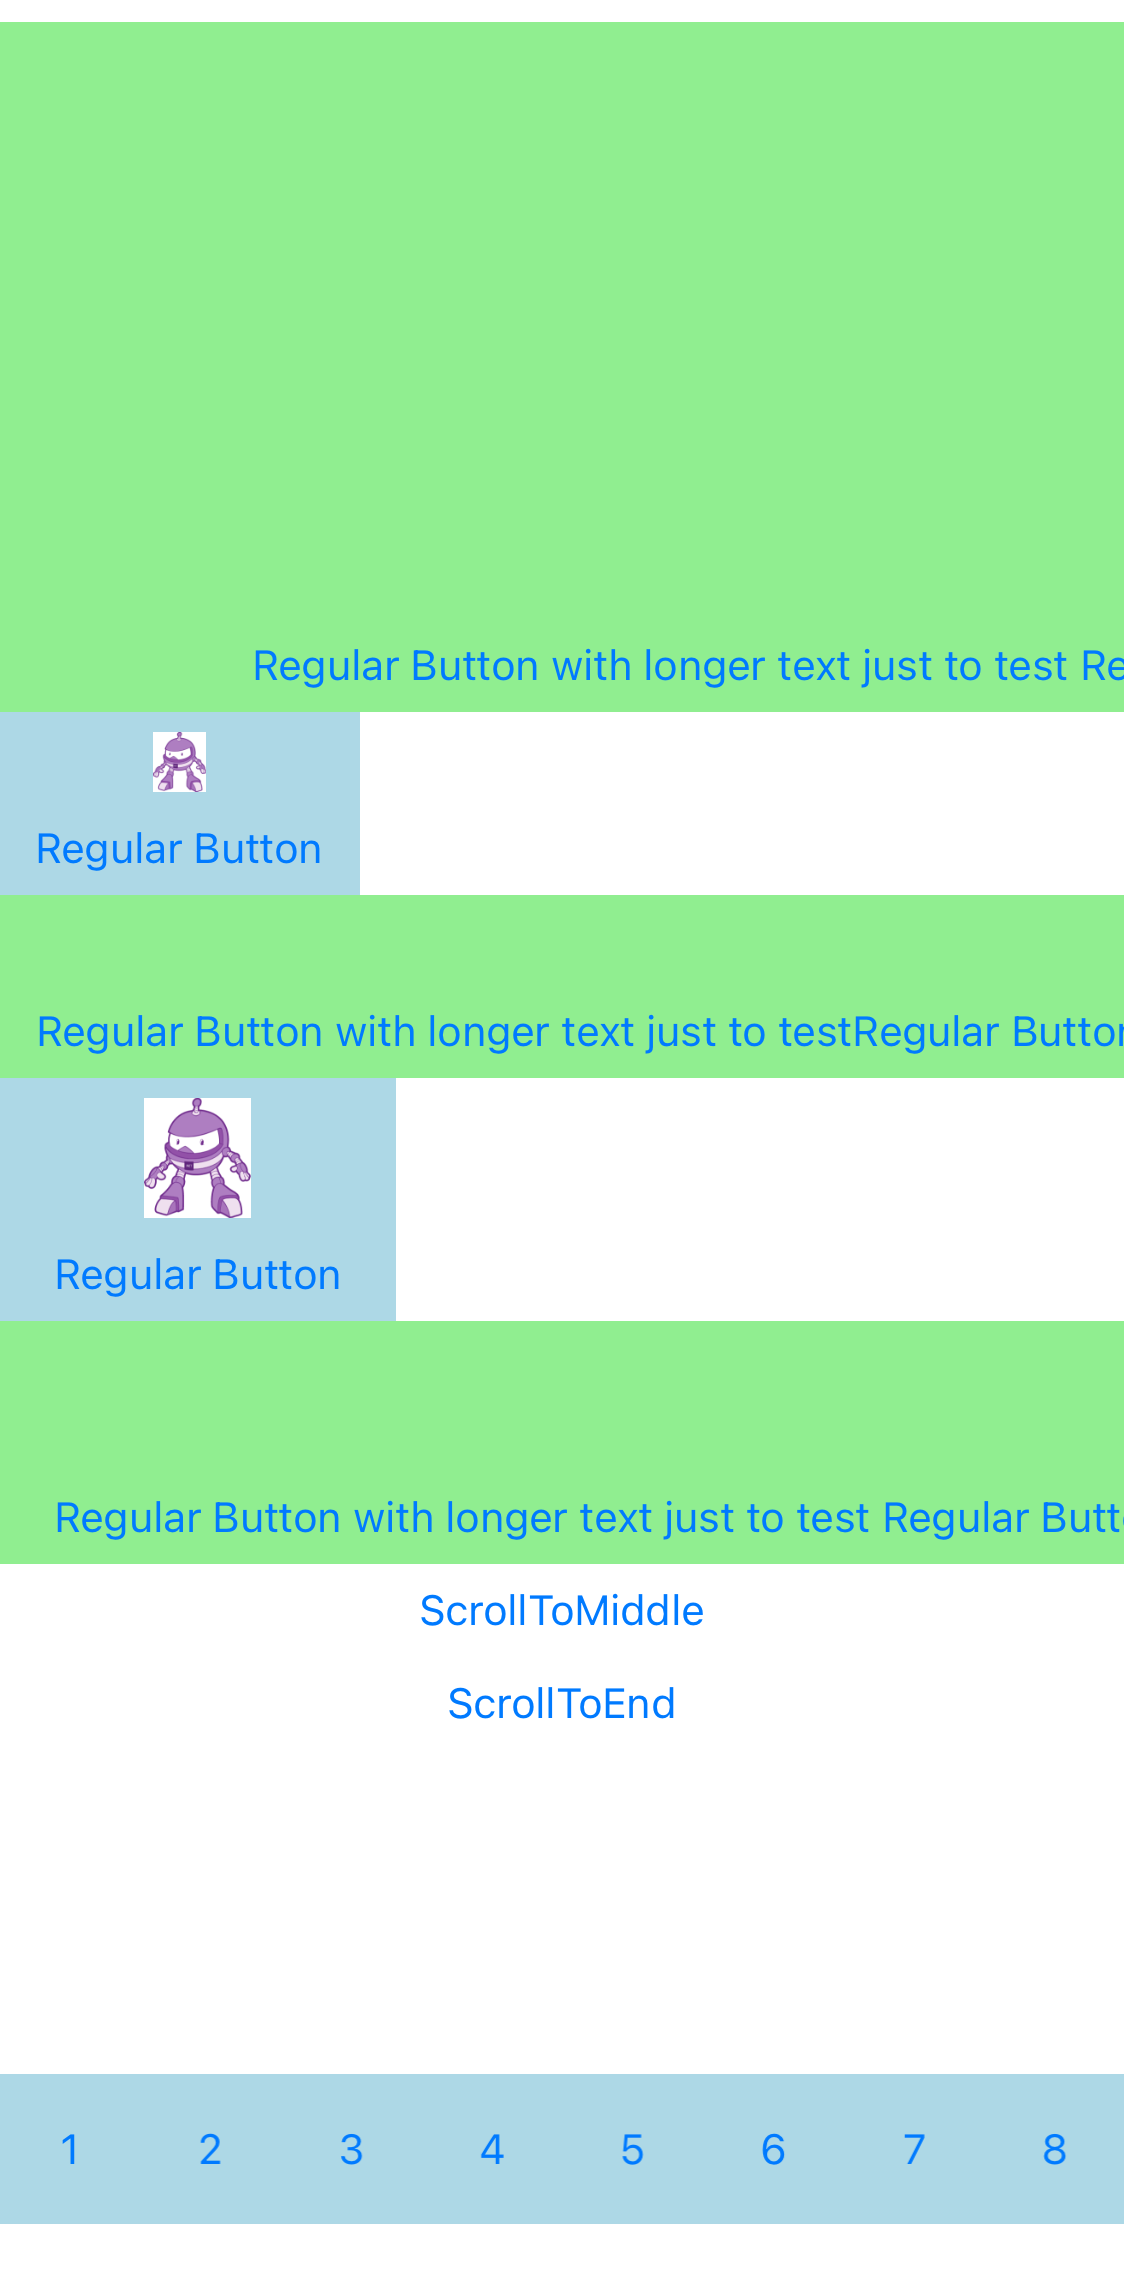 Regular Button with longer text just to test Re
Regular Button
Regular Button with longer text just to testRegular Button
Regular Button
Regular Button with longer text just to test Regular Butt
ScrollToMiddle
ScrollToEnd
1 2 3 4 5 6 7 8